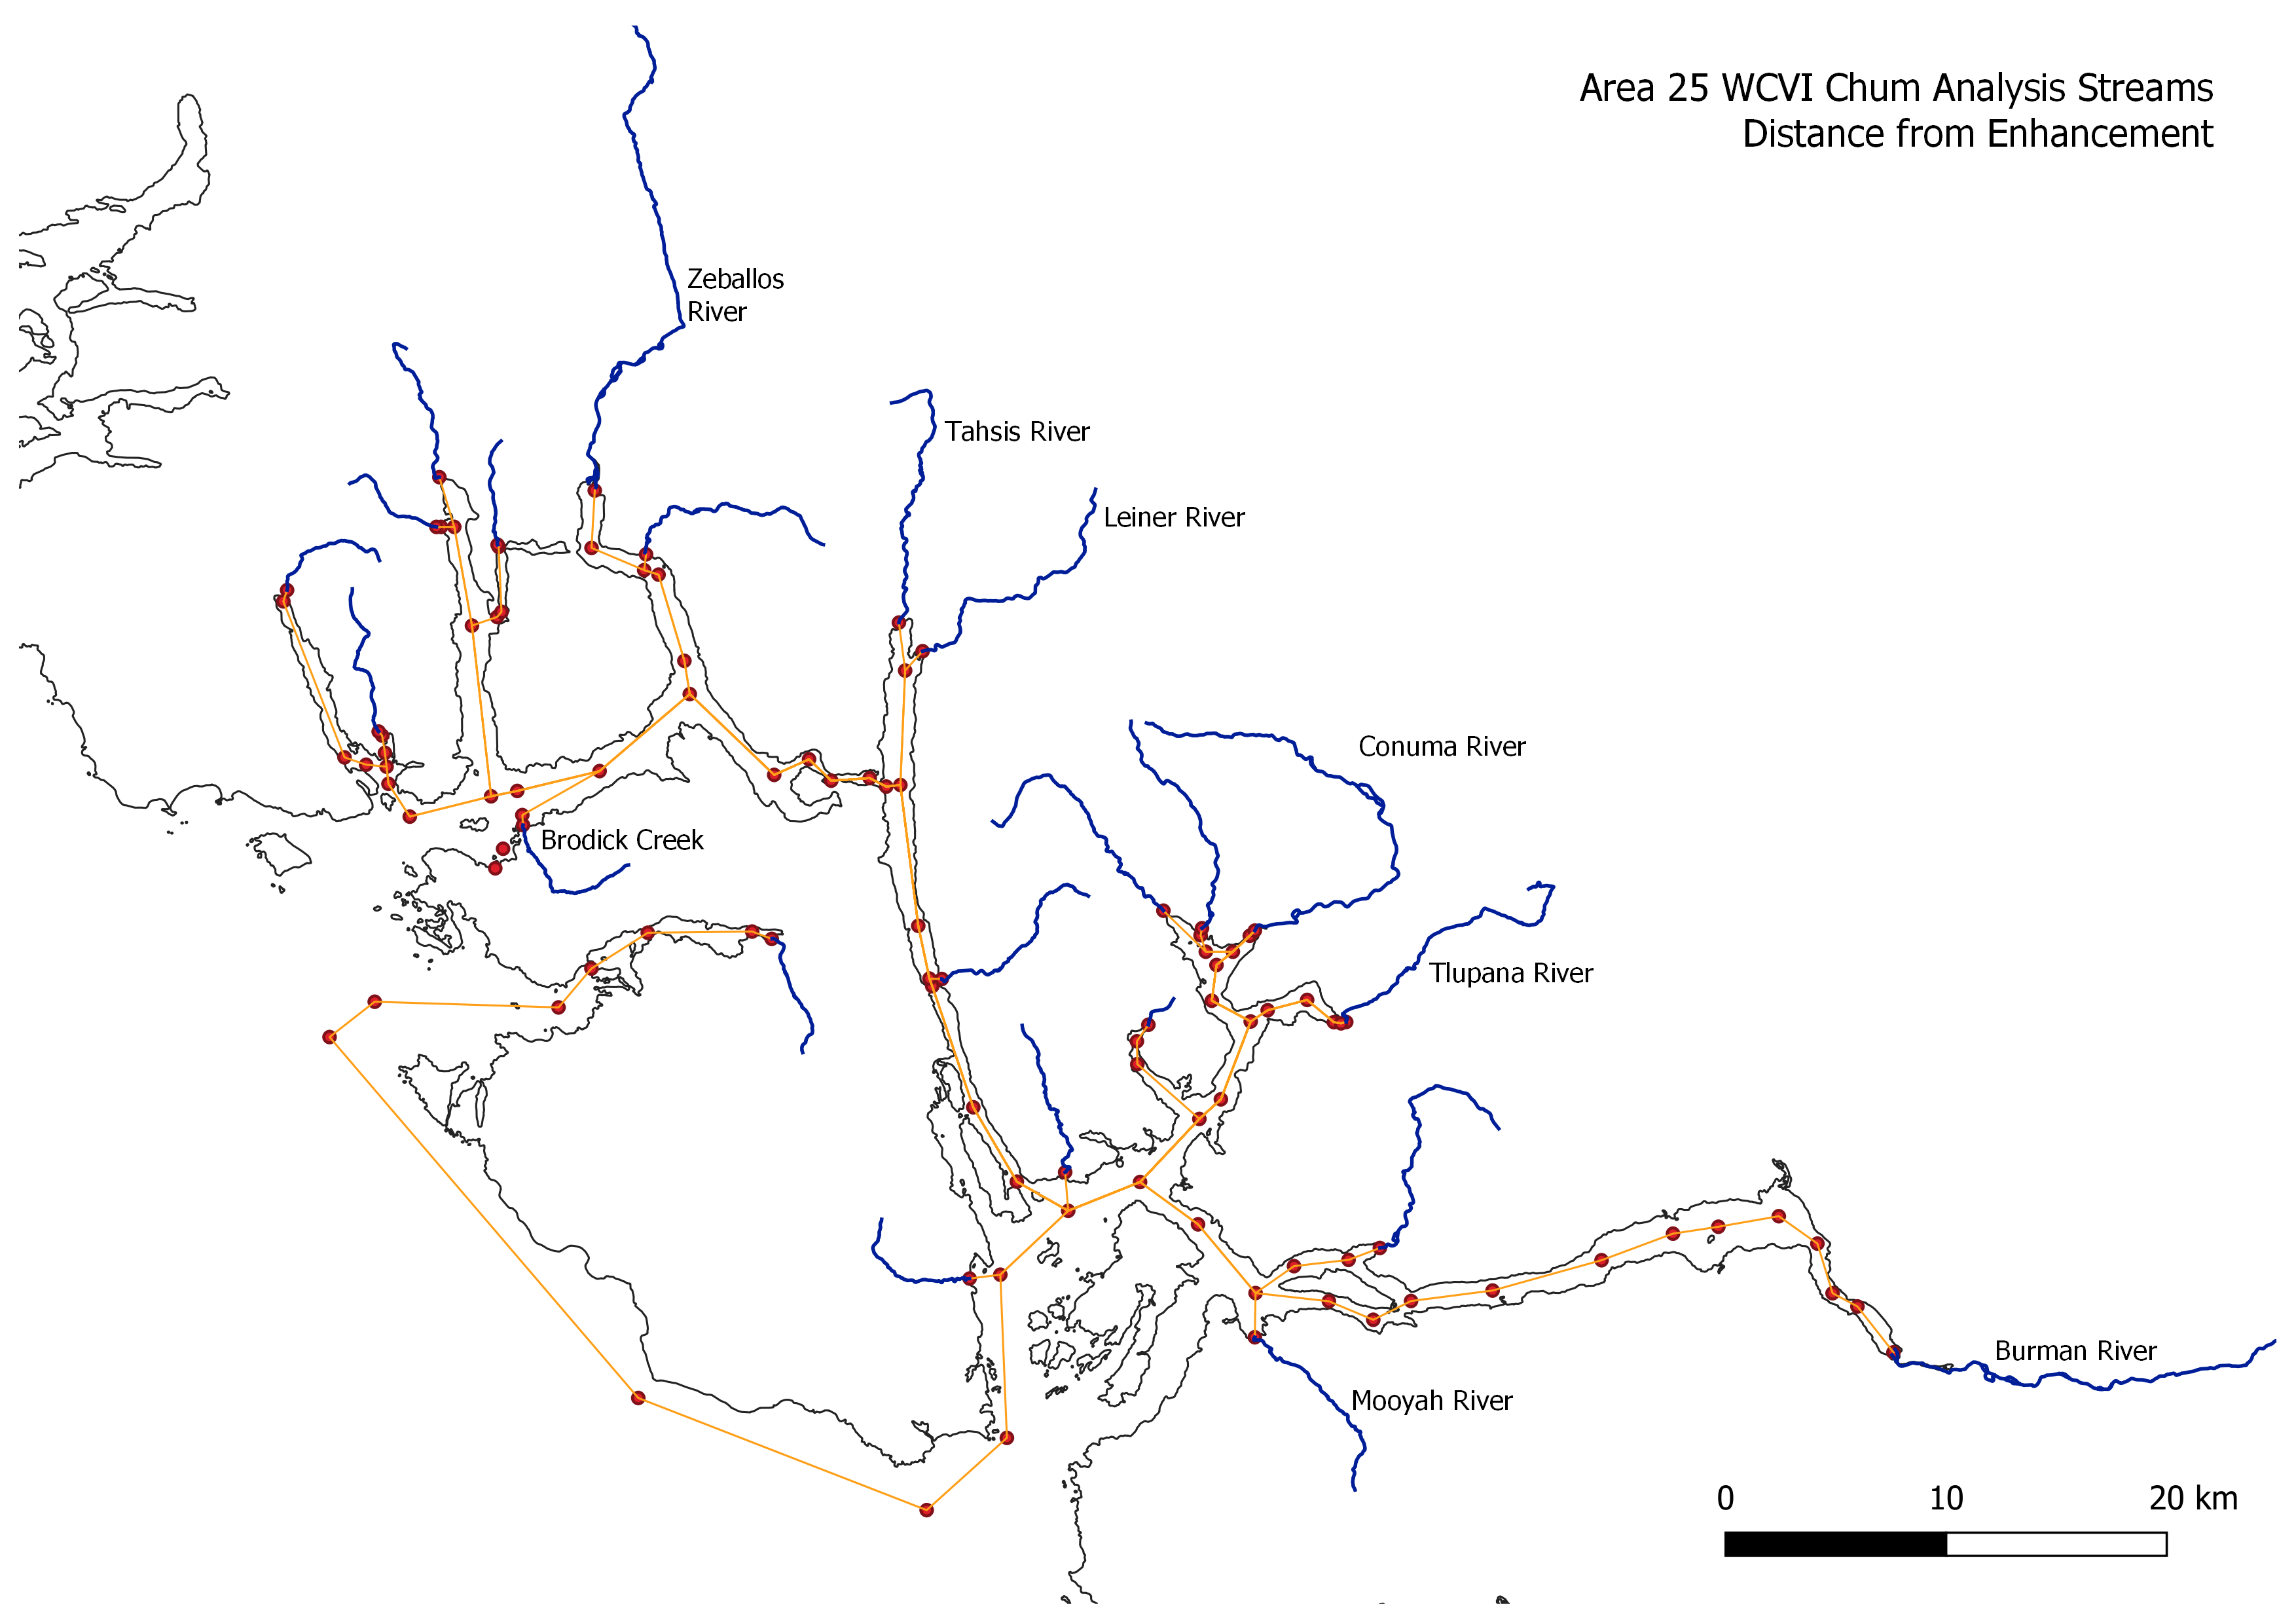 Area 25 WCVI Chum Analysis Streams
Distance from Enhancement
Zeballos
River
Tahsis River
Leiner River
Conuma River
Brodick Creek
Tlupana River
Burman River
Mooyah River
0 10 20 km